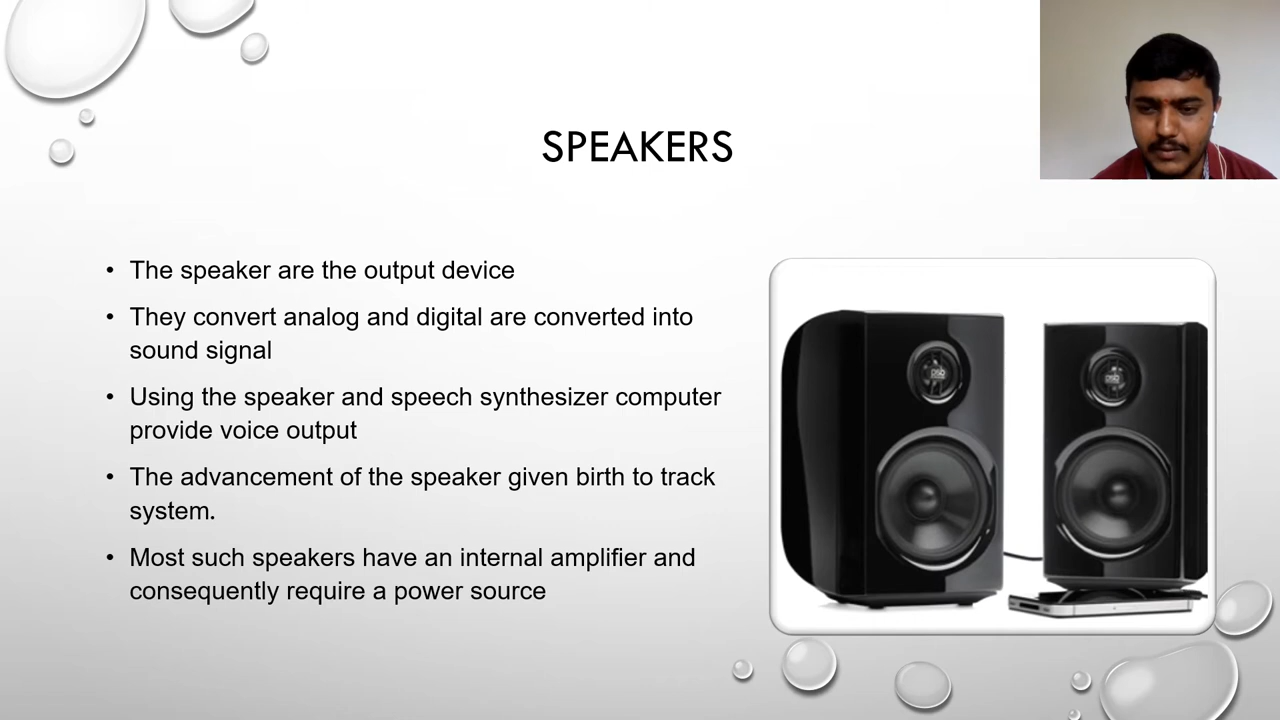 SPEAKERS
• The speaker are the output device
• They convert analog and digital are converted into
sound signal
• Using the speaker and speech synthesizer computer
provide voice output
• The advancement of the speaker given birth to track
system.
• Most such speakers have an internal amplifier and
consequently require a power source
psb
psb